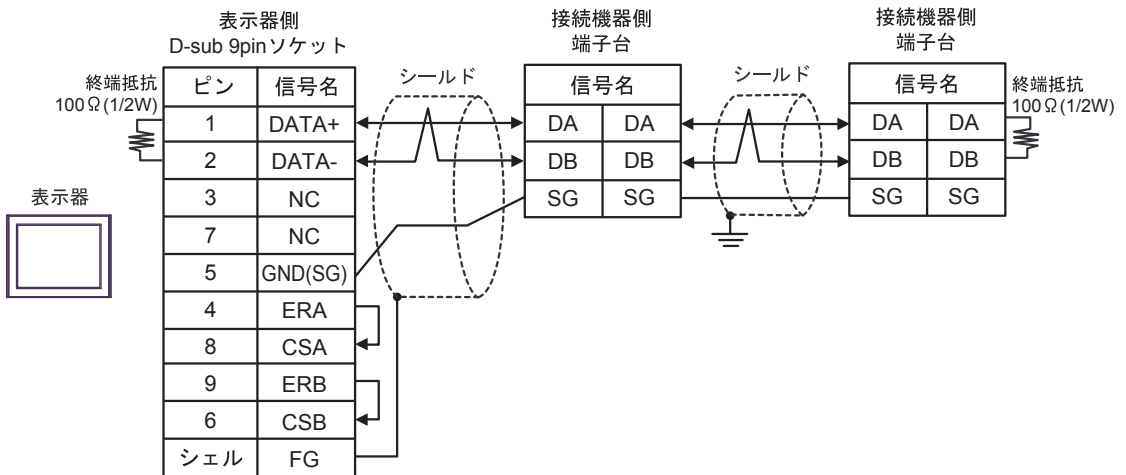 表示器側
D-sub 9pinソケット
接続機器側
端子台
接続機器側
端子台
終端抵抗
100Ω(1/2W)
ピン 信号名
1 DATA+
2 DATA-
3 NC
7 NC
5 GND(SG)
4 ERA
8 CSA
9 ERB
6 CSB
シェル FG
表示器
シールド
信号名
DA DA
DB DB
SG SG
シールド
信号名
DA DA
DB DB
SG SG
終端抵抗
100Ω(1/2W)